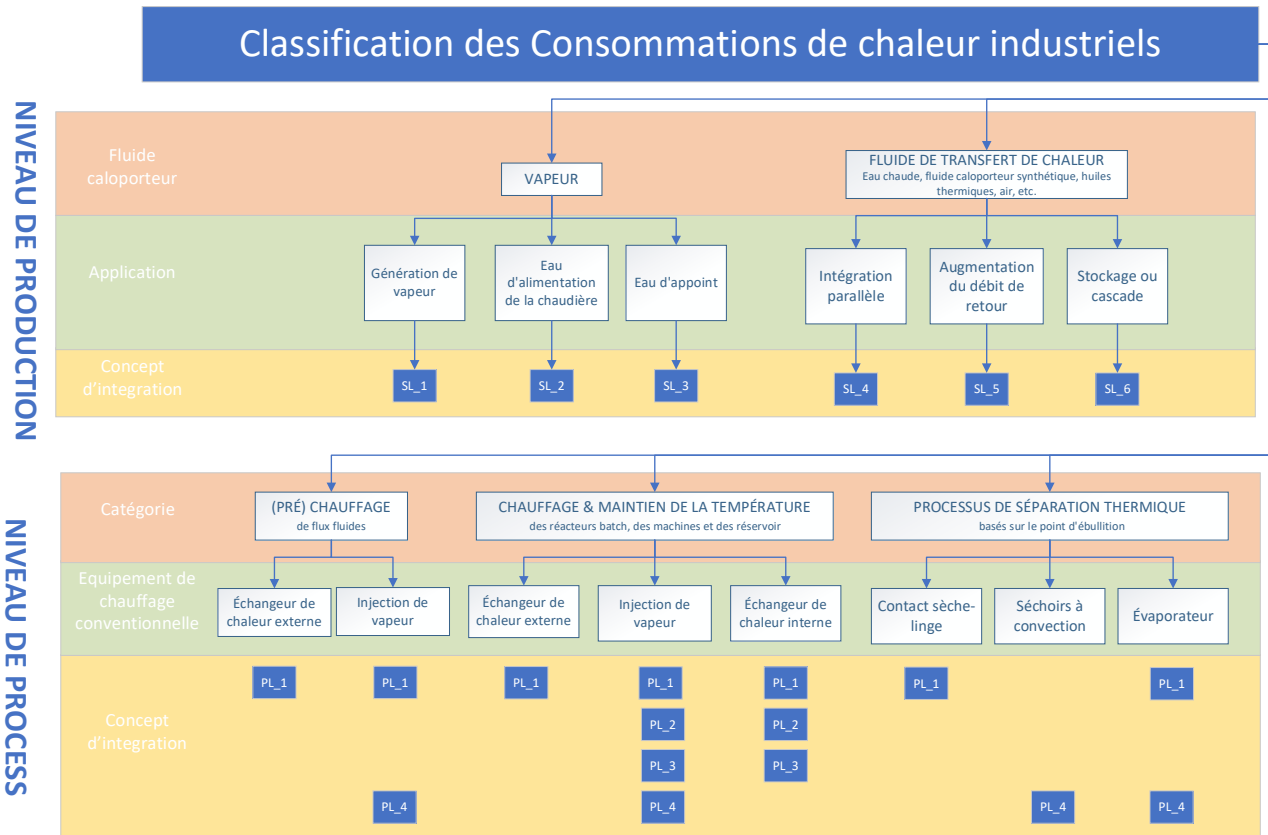 Classification des Consommations de chaleur industriels
NIVEAU DE PRODUCTION
Fluide
caloporteur
VAPEUR
FLUIDE DE TRANSFERT DE CHALEUR
Eau chaude, fluide caloporteur synthétique, huiles
thermiques, air, etc.
Application
Génération de
vapeur
Eau
d'alimentation
de la chaudière
Eau d'appoint
Intégration
parallèle
Augmentation
du débit de
retour
Stockage ou
cascade
Concept
d'integration
SL_1
SL_2
SL_3
SL_4
SL_5
SL_6
NIVEAU DE PROCESS
Catégorie
(PRÉ) CHAUFFAGE
de flux fluides
CHAUFFAGE & MAINTIEN DE LA TEMPÉRATURE
des réacteurs batch, des machines et des réservoir
PROCESSUS DE SÉPARATION THERMIQUE
basés sur le point d'ébullition
Equipement de
chauffage
conventionnelle
Échangeur de
chaleur externe
Injection de
vapeur
Échangeur de
chaleur externe
Injection de
vapeur
Échangeur de
chaleur interne
Contact sèche-
linge
Séchoirs à
convection
Évaporateur
Concept
d'integration
PL_1
PL_1
PL_1
PL_1
PL_1
PL_1
PL_1
PL_2
PL_2
PL_3
PL_3
PL_4
PL_4
PL_4
PL_4